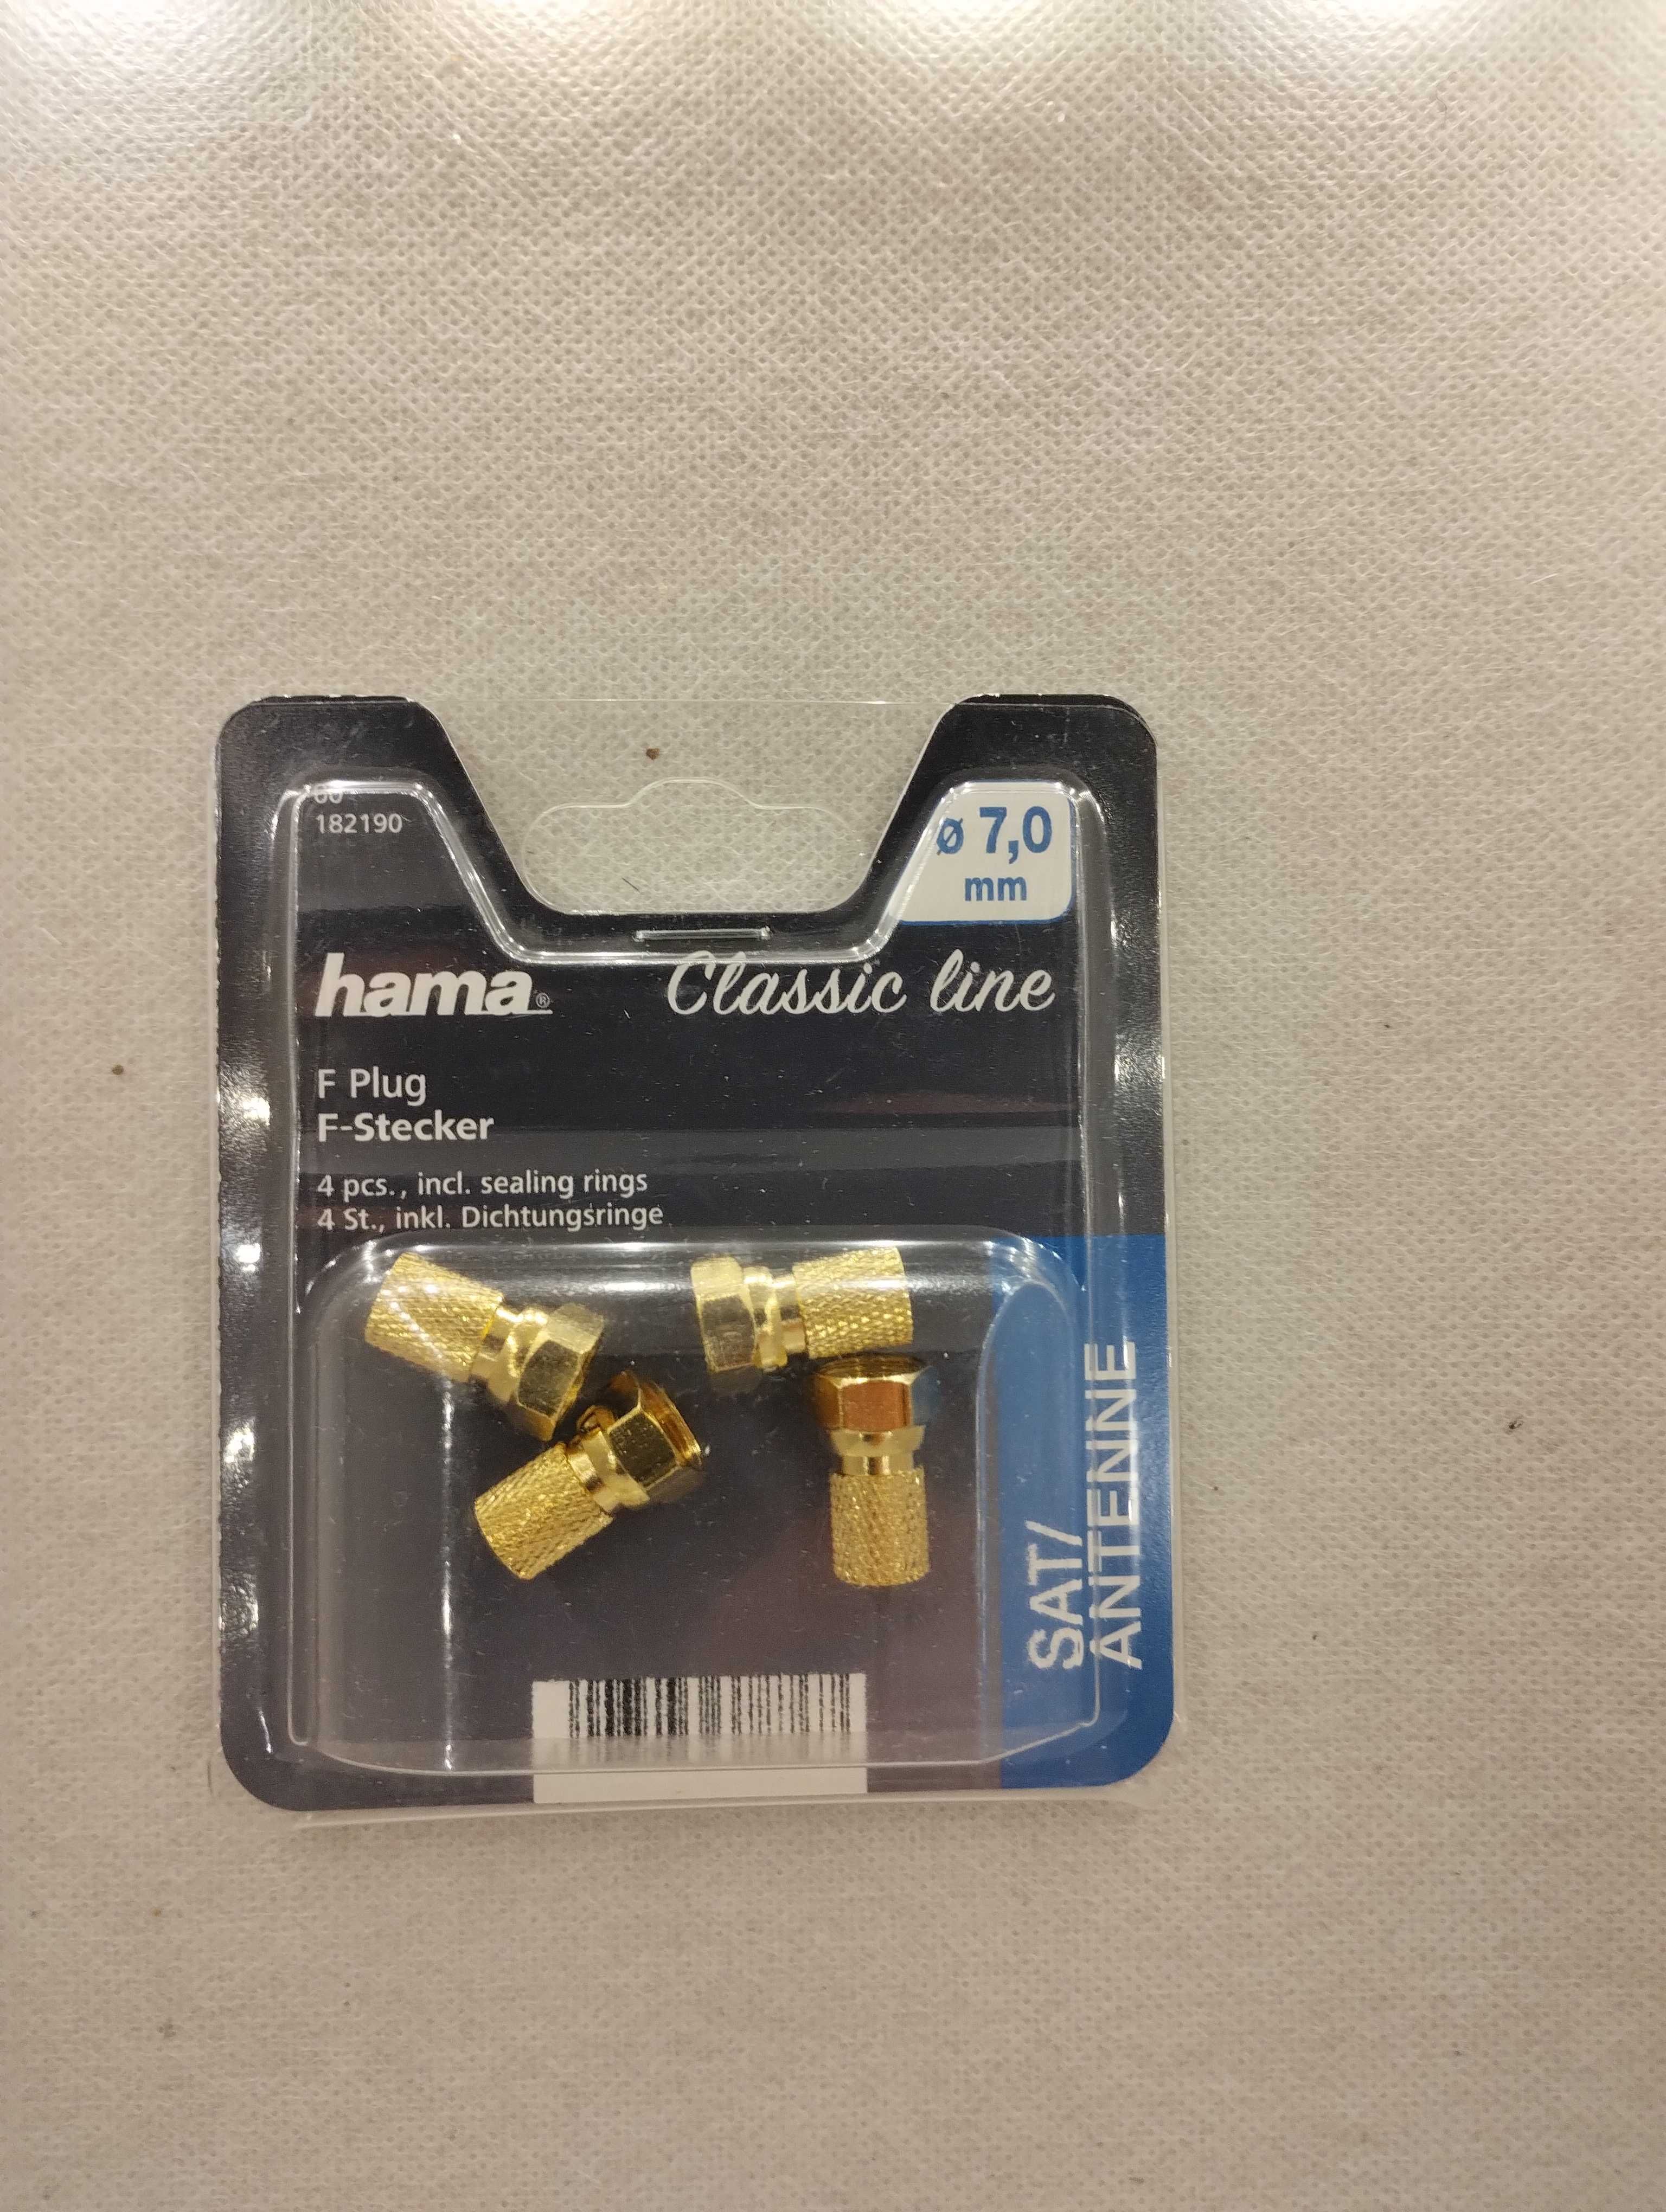 182190
ø 7,0
mm
hama®
Classic line
F Plug
F-Stecker
4 pcs., incl. sealing rings
4 St., inkl. Dichtungsringe
SAT/
ANTENNE